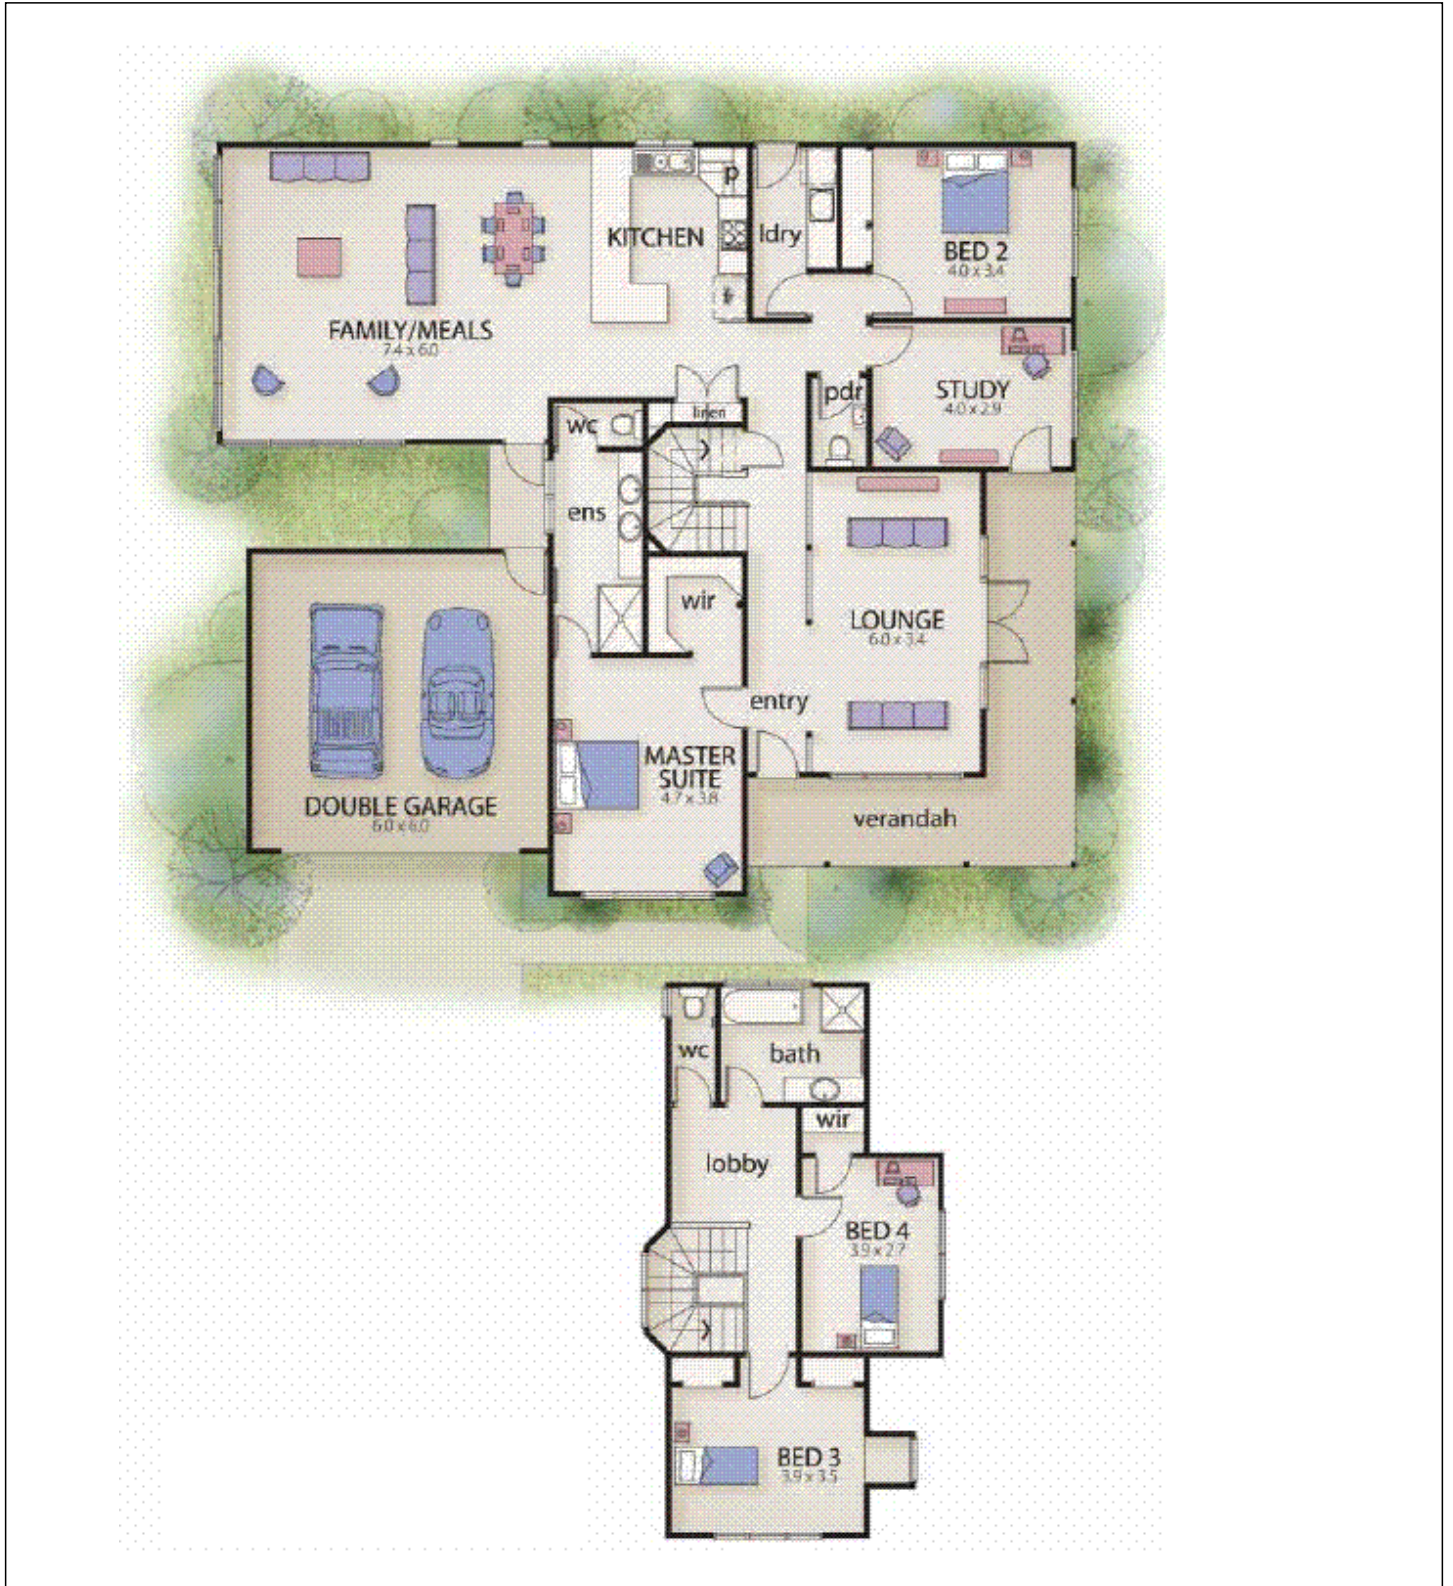 p
KITCHEN
ldry
BED 2
4.0 x 3.4
FAMILY/MEALS
7.4 x 6.0
fr
STUDY
4.0 x 2.9
pdr
linen
wc
ens
wir
LOUNGE
6.0 x 3.4
entry
MASTER
SUITE
4.7 x 3.8
DOUBLE GARAGE
6.0 x 6.0
verandah
wc
bath
wir
lobby
BED 4
3.9 x 2.7
BED 3
3.9 x 3.5